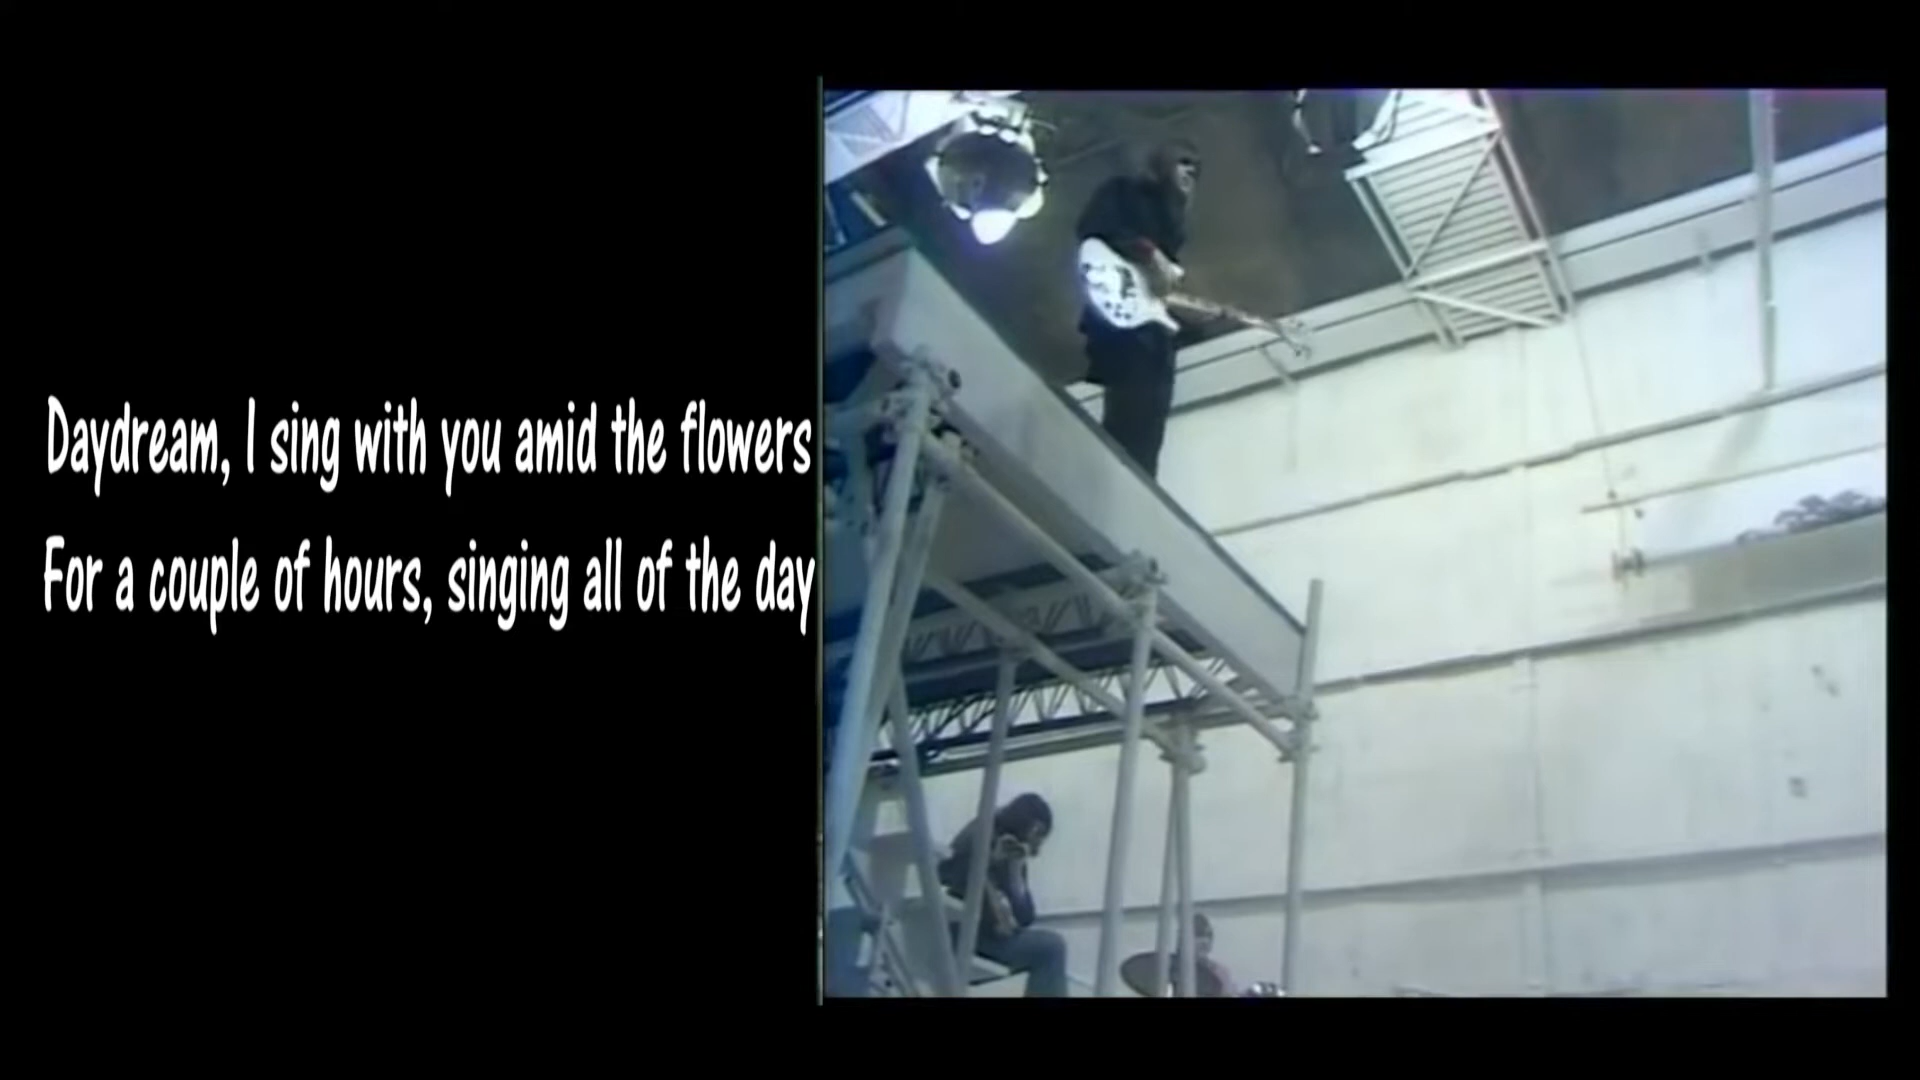 Daydream, I sing with you amid the flowers
For a couple of hours, singing all of the day